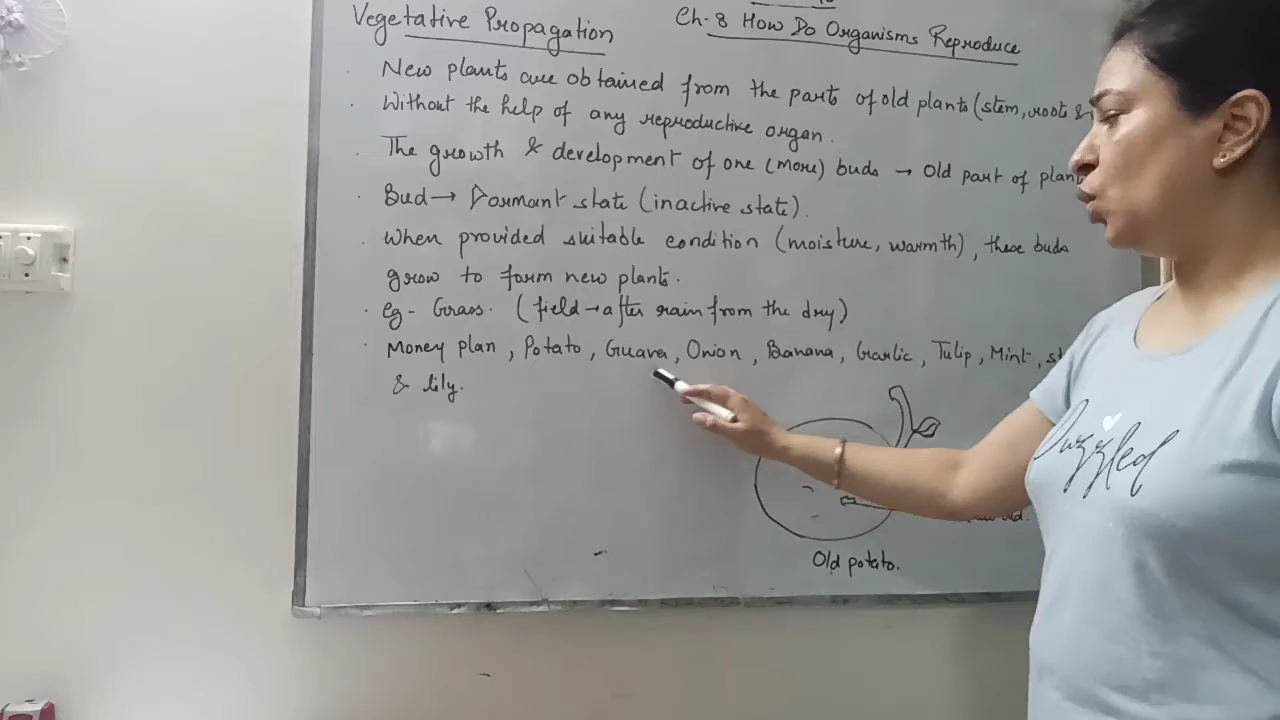 Vegetative Propagation
Ch-8 How Do Organisms Reproduce
New plants are obtained from the parts of old plants (stem, roots &
Without the help of any reproductive organ.
The growth & development of one (more) buds → Old part of plant
Bud → Dormant state (inactive state).
When provided suitable condition (moisture, warmth), these buds
grow to form new plants.
eg - Grass. (field → after rain from the dry)
Money plan, Potato, Guava, Onion, Banana, Garlic, Tulip, Mint, st
& lily.
Old potato.
Duzzled